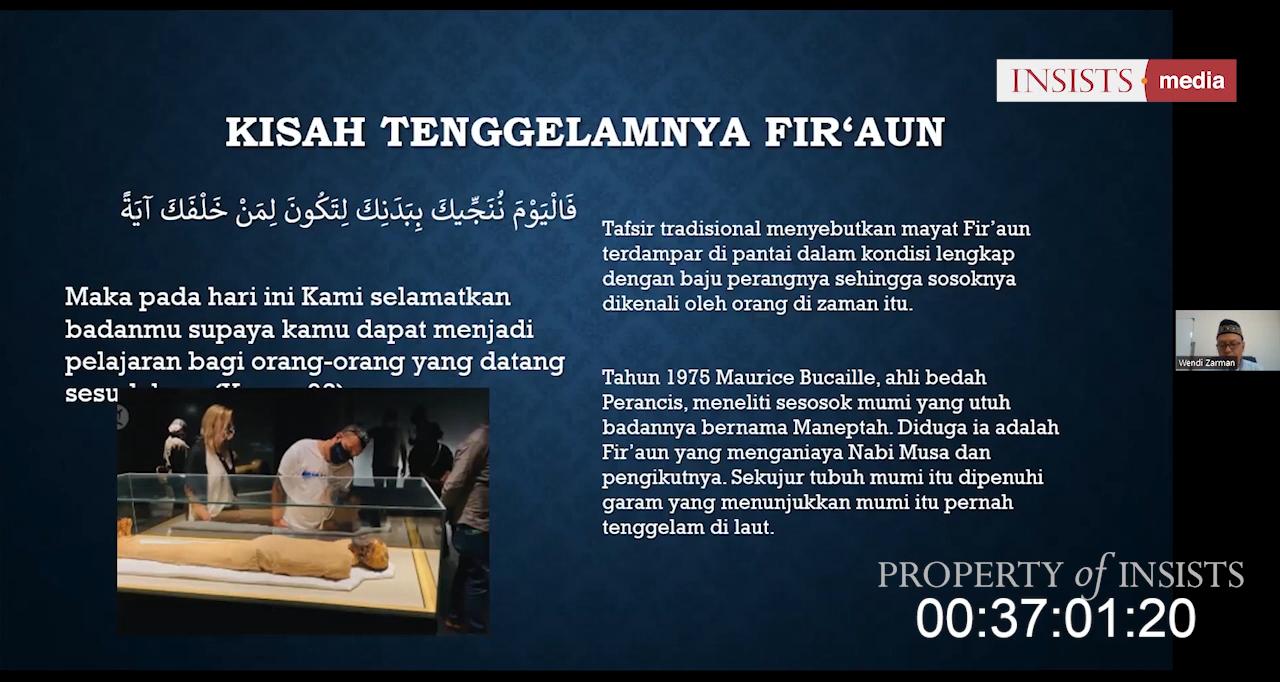 INSISTS media
KISAH TENGGELAMNYA FIR‘AUN
فَالْيَوْمَ نُنَجِّيكَ بِبَدَنِكَ لِتَكُونَ لِمَنْ خَلْفَكَ آيَةً
Maka pada hari ini Kami selamatkan
badanmu supaya kamu dapat menjadi
pelajaran bagi orang-orang yang datang
Tafsir tradisional menyebutkan mayat Fir’aun
terdampar di pantai dalam kondisi lengkap
dengan baju perangnya sehingga sosoknya
dikenali oleh orang di zaman itu.
Tahun 1975 Maurice Bucaille, ahli bedah
Perancis, meneliti sesosok mumi yang utuh
badannya bernama Maneptah. Diduga ia adalah
Fir’aun yang menganiaya Nabi Musa dan
pengikutnya. Sekujur tubuh mumi itu dipenuhi
garam yang menunjukkan mumi itu pernah
tenggelam di laut.
Wendi Zarman
PROPERTY of INSISTS
00:37:01:20